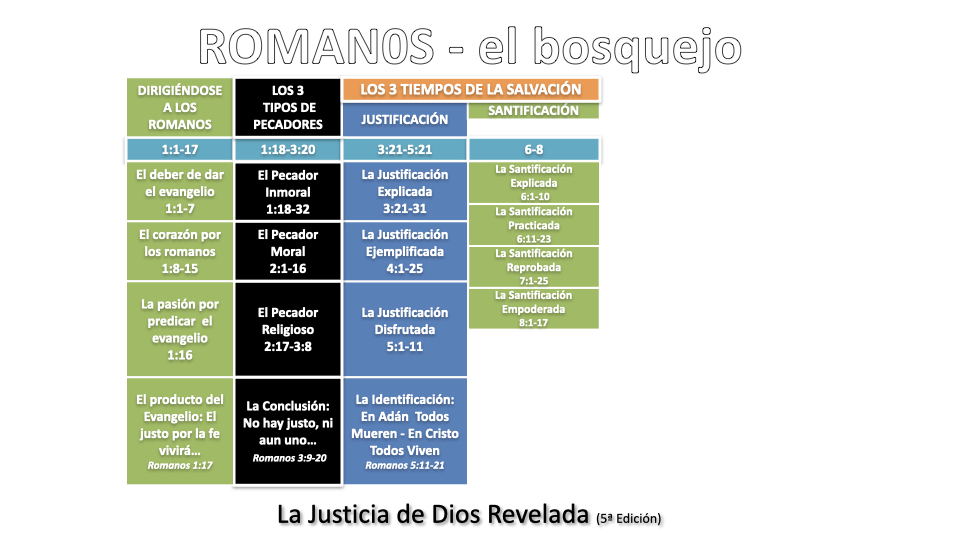 ROMAN0S - el bosquejo
DIRIGIÉNDOSE
A LOS
ROMANOS
LOS 3
TIPOS DE
PECADORES
LOS 3 TIEMPOS DE LA SALVACIÓN
JUSTIFICACIÓN
SANTIFICACIÓN
1:1-17
1:18-3:20
3:21-5:21
6-8
El deber de dar
el evangelio
1:1-7
El Pecador
Inmoral
1:18-32
La Justificación
Explicada
3:21-31
La Santificación
Explicada
6:1-10
La Santificación
Practicada
6:11-23
El corazón por
los romanos
1:8-15
El Pecador
Moral
2:1-16
La Justificación
Ejemplificada
4:1-25
La Santificación
Reprobada
7:1-25
La Santificación
Empoderada
8:1-17
La pasión por
predicar el
evangelio
1:16
El Pecador
Religioso
2:17-3:8
La Justificación
Disfrutada
5:1-11
El producto del
Evangelio: El
justo por la fe
vivirá...
Romanos 1:17
La Conclusión:
No hay justo, ni
aun uno...
Romanos 3:9-20
La Identificación:
En Adán Todos
Mueren - En Cristo
Todos Viven
Romanos 5:11-21
La Justicia de Dios Revelada (5ª Edición)